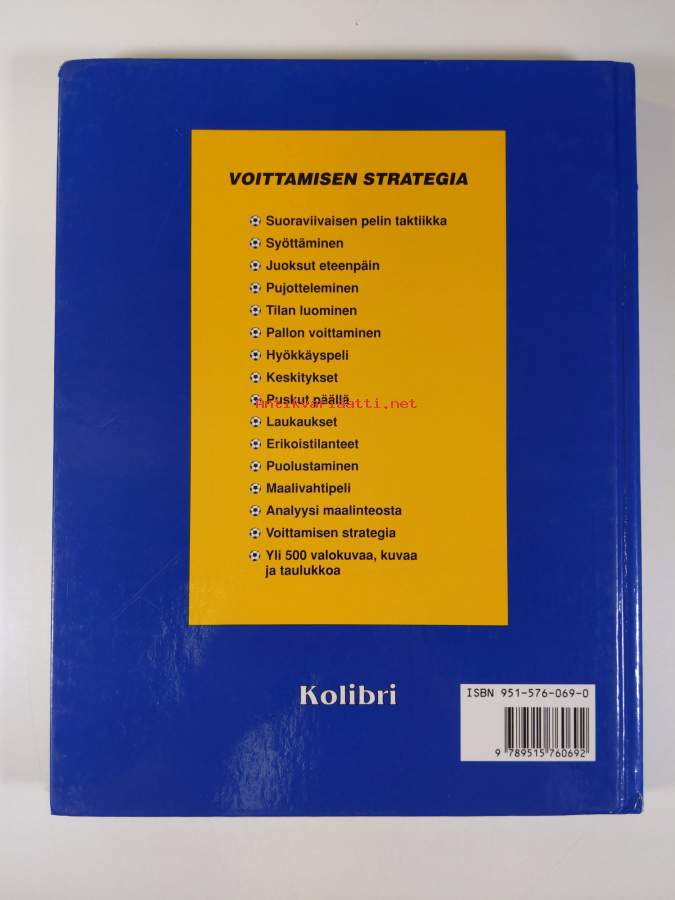 VOITTAMISEN STRATEGIA
Suoraviivaisen pelin taktiikka
Syöttäminen
Juoksut eteenpäin
Pujotteleminen
Tilan luominen
Pallon voittaminen
Hyökkäyspeli
Keskitykset
Puskut päällä
Antikvariaatti.net
Laukaukset
Erikoistilanteet
Puolustaminen
Maalivahtipeli
Analyysi maalinteosta
Voittamisen strategia
Yli 500 valokuvaa, kuvaa
ja taulukkoa
Kolibri
ISBN 951-576-069-0
9 789515 760692